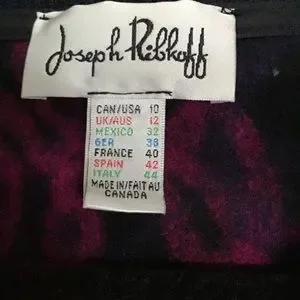 Joseph Ribkoff
CAN/USA 10
UK/AUS 12
MEXICO 32
GER 38
FRANCE 40
SPAIN 42
ITALY 44
MADE IN/FAIT AU
CANADA